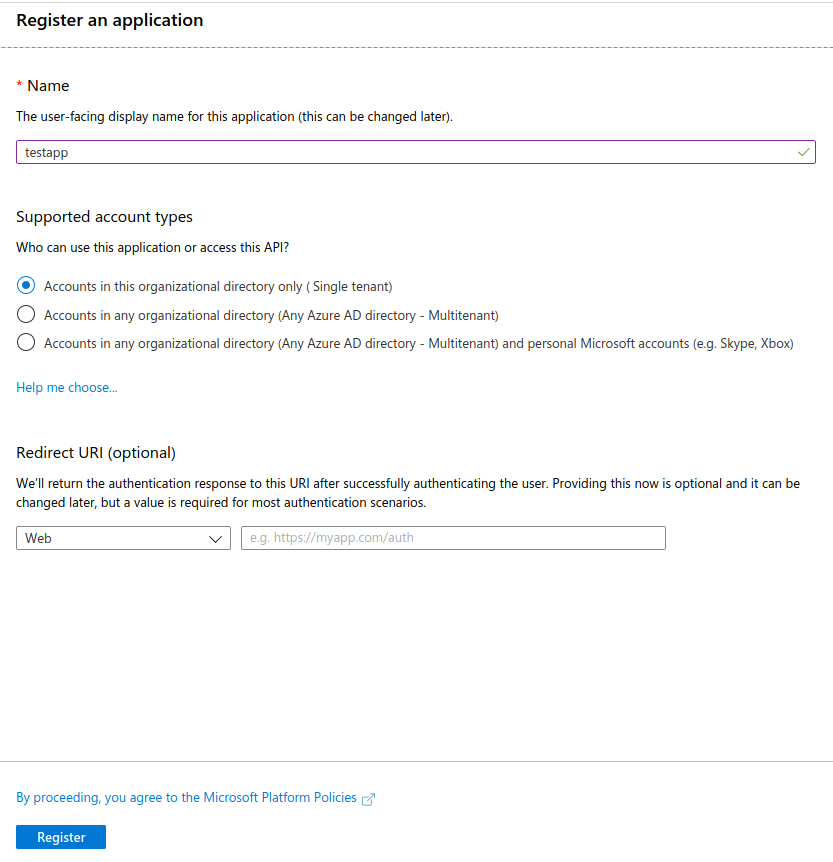 Register an application
* Name
The user-facing display name for this application (this can be changed later).
testapp
Supported account types
Who can use this application or access this API?
Accounts in this organizational directory only ( Single tenant)
Accounts in any organizational directory (Any Azure AD directory - Multitenant)
Accounts in any organizational directory (Any Azure AD directory - Multitenant) and personal Microsoft accounts (e.g. Skype, Xbox)
Help me choose...
Redirect URI (optional)
We'll return the authentication response to this URI after successfully authenticating the user. Providing this now is optional and it can be
changed later, but a value is required for most authentication scenarios.
Web
e.g. https://myapp.com/auth
By proceeding, you agree to the Microsoft Platform Policies
Register